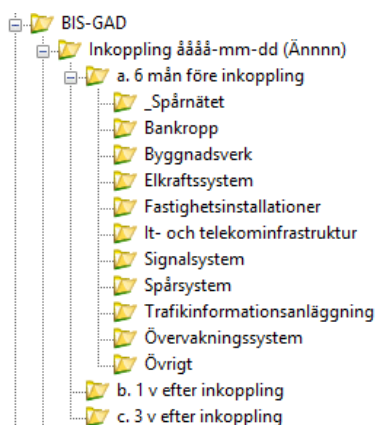 BIS-GAD
Inkoppling åååå-mm-dd (Ännnn)
a. 6 mån före inkoppling
_Spårnätet
Bankropp
Byggnadsverk
Elkraftssystem
Fastighetsinstallationer
It- och telekominfrastruktur
Signalsystem
Spårsystem
Trafikinformationsanläggning
Övervakningssystem
Övrigt
b. 1 v efter inkoppling
c. 3 v efter inkoppling